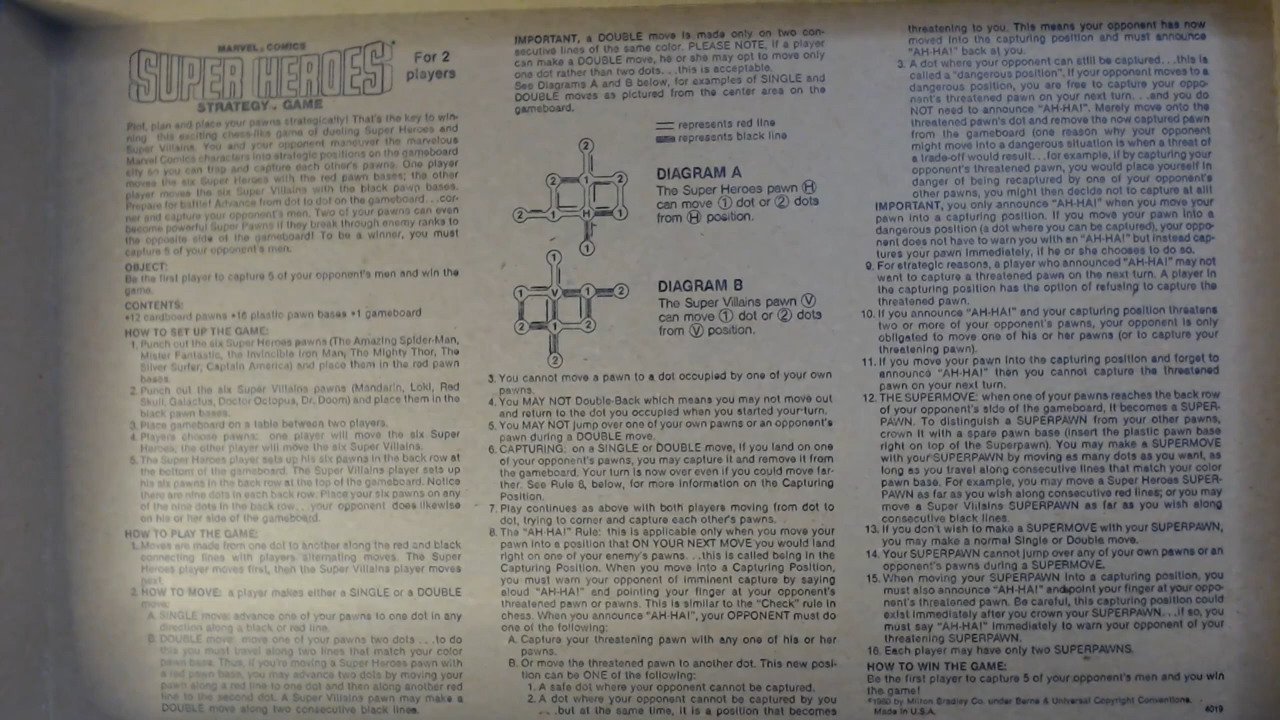 MARVEL COMICS
SUPER HEROES
STRATEGY GAME
For 2
players
Plot, plan and place your pawns strategically! That's the key to win-
ning this exciting chess-like game of dueling Super Heroes and
Super Villains. You and your opponent maneuver the marvelous
Marvel Comics characters into strategic positions on the gameboard
so you can trap and capture each other's pawns. One player
moves the six Super Heroes with the red pawn bases; the other
player moves the six Super Villains with the black pawn bases.
Prepare for battle! Advance from dot to dot on the gameboard...cor-
ner and capture your opponent's men. Two of your pawns can even
become powerful Super Pawns if they break through enemy ranks to
the opposite side of the gameboard! To be a winner, you must
capture 5 of your opponent's men.
OBJECT:
Be the first player to capture 5 of your opponent's men and win the
game.
CONTENTS:
•12 cardboard pawns •16 plastic pawn bases •1 gameboard
HOW TO SET UP THE GAME:
1. Punch out the six Super Heroes pawns (The Amazing Spider-Man,
Mister Fantastic, the Invincible Iron Man, The Mighty Thor, The
Silver Surfer, Captain America) and place them in the red pawn
bases.
2. Punch out the six Super Villains pawns (Mandarin, Loki, Red
Skull, Galactus, Doctor Octopus, Dr. Doom) and place them in the
black pawn bases.
3. Place gameboard on a table between two players.
4. Players choose pawns: one player will move the six Super
Heroes; the other player will move the six Super Villains.
5. The Super Heroes player sets up his six pawns in the back row at
the bottom of the gameboard. The Super Villains player sets up
his six pawns in the back row at the top of the gameboard. Notice
there are nine dots in each back row. Place your six pawns on any
of the nine dots in the back row...your opponent does likewise
on his or her side of the gameboard.
HOW TO PLAY THE GAME:
1. Moves are made from one dot to another along the red and black
connecting lines with players alternating moves. The Super
Heroes player moves first, then the Super Villains player moves
next.
2. HOW TO MOVE: a player makes either a SINGLE or a DOUBLE
move:
A. SINGLE move: advance one of your pawns to one dot in any
direction along a black or red line.
B. DOUBLE move: move one of your pawns two dots ...to do
this you must travel along two lines that match your color
pawn base. Thus, if you're moving a Super Heroes pawn with
a red pawn base, you may advance two dots by moving your
pawn along a red line to one dot and then along another red
line to the second dot. A Super Villains pawn may make a
DOUBLE move along two consecutive black lines.
IMPORTANT, a DOUBLE move is made only on two con-
secutive lines of the same color. PLEASE NOTE, if a player
can make a DOUBLE move, he or she may opt to move only
one dot rather than two dots...this is acceptable.
See Diagrams A and B below, for examples of SINGLE and
DOUBLE moves as pictured from the center area on the
gameboard.
represents red line
represents black line
2
2 1 2
2 1 H 1
1
DIAGRAM A
The Super Heroes pawn H
can move 1 dot or 2 dots
from H position.
1
1 V 1 2
2 1 2
2
DIAGRAM B
The Super Villains pawn V
can move 1 dot or 2 dots
from V position.
3. You cannot move a pawn to a dot occupied by one of your own
pawns.
4. You MAY NOT Double-Back which means you may not move out
and return to the dot you occupied when you started your turn.
5. You MAY NOT jump over one of your own pawns or an opponent's
pawn during a DOUBLE move.
6. CAPTURING: on a SINGLE or DOUBLE move, if you land on one
of your opponent's pawns, you may capture it and remove it from
the gameboard. Your turn is now over even if you could move far-
ther. See Rule 8, below, for more information on the Capturing
Position.
7. Play continues as above with both players moving from dot to
dot, trying to corner and capture each other's pawns.
8. The "AH-HA!" Rule: this is applicable only when you move your
pawn into a position that ON YOUR NEXT MOVE you would land
right on one of your enemy's pawns...this is called being in the
Capturing Position. When you move into a Capturing Position,
you must warn your opponent of imminent capture by saying
aloud "AH-HA!" and pointing your finger at your opponent's
threatened pawn or pawns. This is similar to the "Check" rule in
chess. When you announce "AH-HA!", your OPPONENT must do
one of the following:
A. Capture your threatening pawn with any one of his or her
pawns.
B. Or move the threatened pawn to another dot. This new posi-
tion can be ONE of the following:
1. A safe dot where your opponent cannot be captured.
2. A dot where your opponent cannot be captured by you
...but at the same time, it is a position that becomes
threatening to you. This means your opponent has now
moved into the capturing position and must announce
"AH-HA!" back at you.
3. A dot where your opponent can still be captured...this is
called a "dangerous position". If your opponent moves to a
dangerous position, you are free to capture your oppo-
nent's threatened pawn on your next turn...and you do
NOT need to announce "AH-HA!". Merely move onto the
threatened pawn's dot and remove the now captured pawn
from the gameboard (one reason why your opponent
might move into a dangerous situation is when a threat of
a trade-off would result...for example, if by capturing your
opponent's threatened pawn, you would place yourself in
danger of being recaptured by one of your opponent's
other pawns, you might then decide not to capture at all!
IMPORTANT, you only announce "AH-HA!" when you move your
pawn into a capturing position. If you move your pawn into a
dangerous position (a dot where you can be captured), your oppo-
nent does not have to warn you with an "AH-HA!" but instead cap-
tures your pawn immediately, if he or she chooses to do so.
9. For strategic reasons, a player who announced "AH-HA!" may not
want to capture a threatened pawn on the next turn. A player in
the capturing position has the option of refusing to capture the
threatened pawn.
10. If you announce "AH-HA!" and your capturing position threatens
two or more of your opponent's pawns, your opponent is only
obligated to move one of his or her pawns (or to capture your
threatening pawn).
11. If you move your pawn into the capturing position and forget to
announce "AH-HA!" then you cannot capture the threatened
pawn on your next turn.
12. THE SUPERMOVE: when one of your pawns reaches the back row
of your opponent's side of the gameboard, it becomes a SUPER-
PAWN. To distinguish a SUPERPAWN from your other pawns,
crown it with a spare pawn base (insert the plastic pawn base
right on top of the Superpawn). You may make a SUPERMOVE
with your SUPERPAWN by moving as many dots as you want, as
long as you travel along consecutive lines that match your color
pawn base. For example, you may move a Super Heroes SUPER-
PAWN as far as you wish along consecutive red lines; or you may
move a Super Villains SUPERPAWN as far as you wish along
consecutive black lines.
13. If you don't wish to make a SUPERMOVE with your SUPERPAWN,
you may make a normal Single or Double move.
14. Your SUPERPAWN cannot jump over any of your own pawns or an
opponent's pawns during a SUPERMOVE.
15. When moving your SUPERPAWN into a capturing position, you
must also announce "AH-HA!" and point your finger at your oppo-
nent's threatened pawn. Be careful, this capturing position could
exist immediately after you crown your SUPERPAWN...if so, you
must say "AH-HA!" immediately to warn your opponent of your
threatening SUPERPAWN.
16. Each player may have only two SUPERPAWNS.
HOW TO WIN THE GAME:
Be the first player to capture 5 of your opponent's men and you win
the game!
©1980 by Milton Bradley Co. under Berne & Universal Copyright Conventions.
Made in U.S.A.
4019